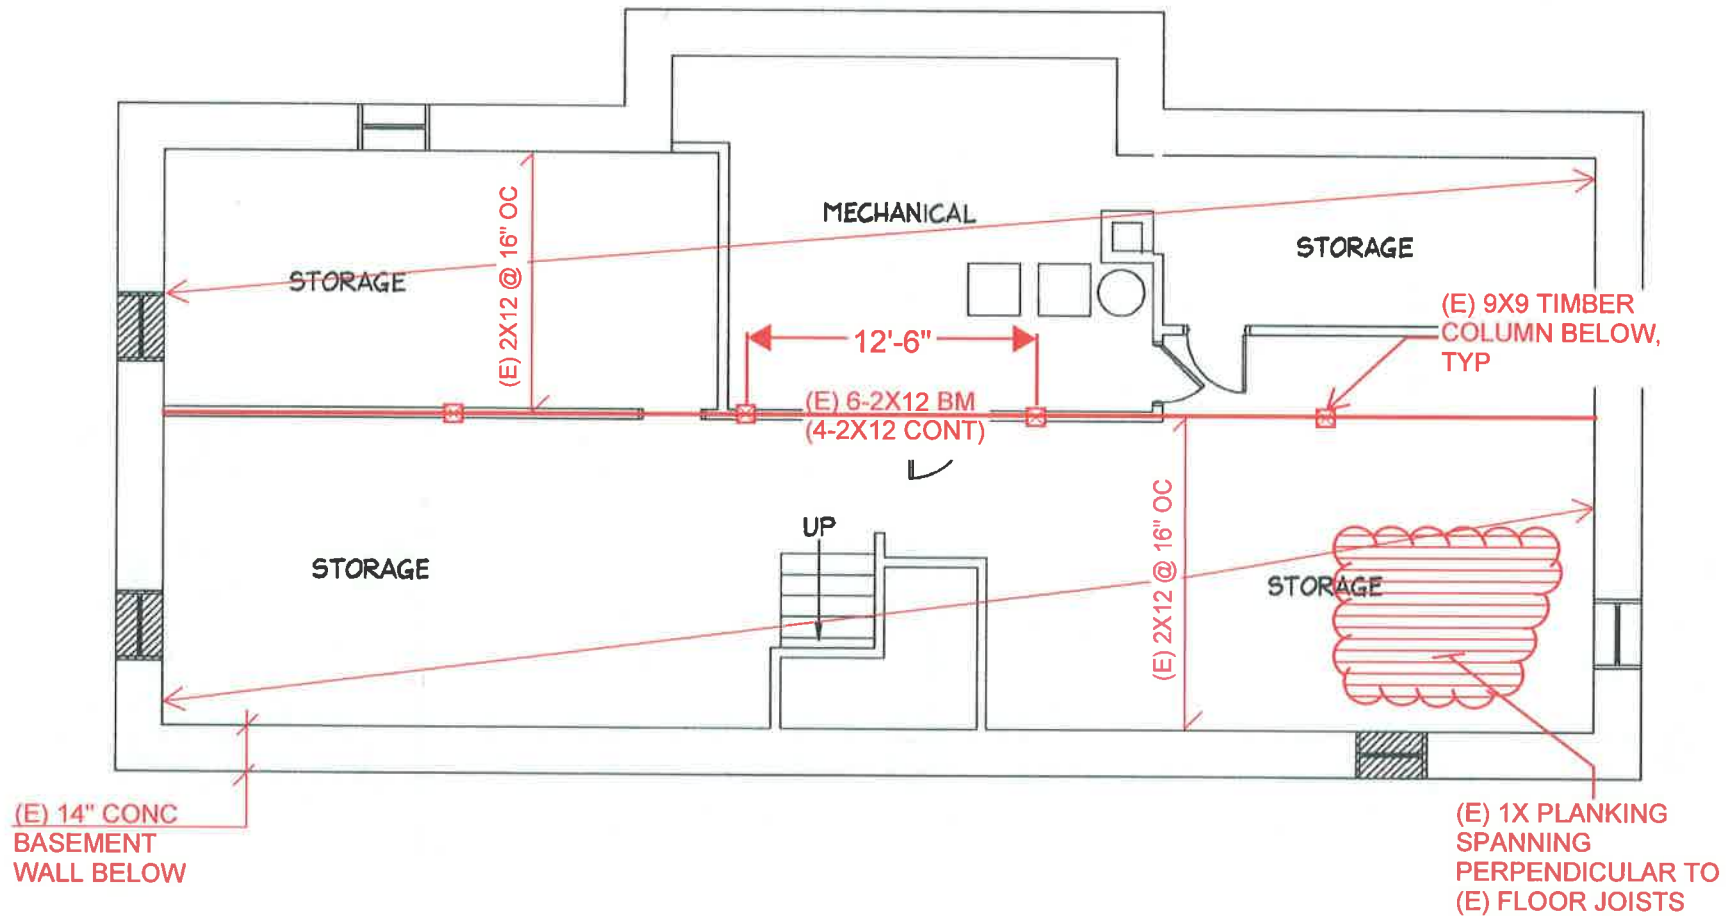 MECHANICAL
STORAGE
STORAGE
(E) 2X12 @ 16" OC
(E) 9X9 TIMBER
COLUMN BELOW,
TYP
12'-6"
(E) 6-2X12 BM
(4-2X12 CONT)
UP
STORAGE
STORAGE
(E) 2X12 @ 16" OC
(E) 14" CONC
BASEMENT
WALL BELOW
(E) 1X PLANKING
SPANNING
PERPENDICULAR TO
(E) FLOOR JOISTS